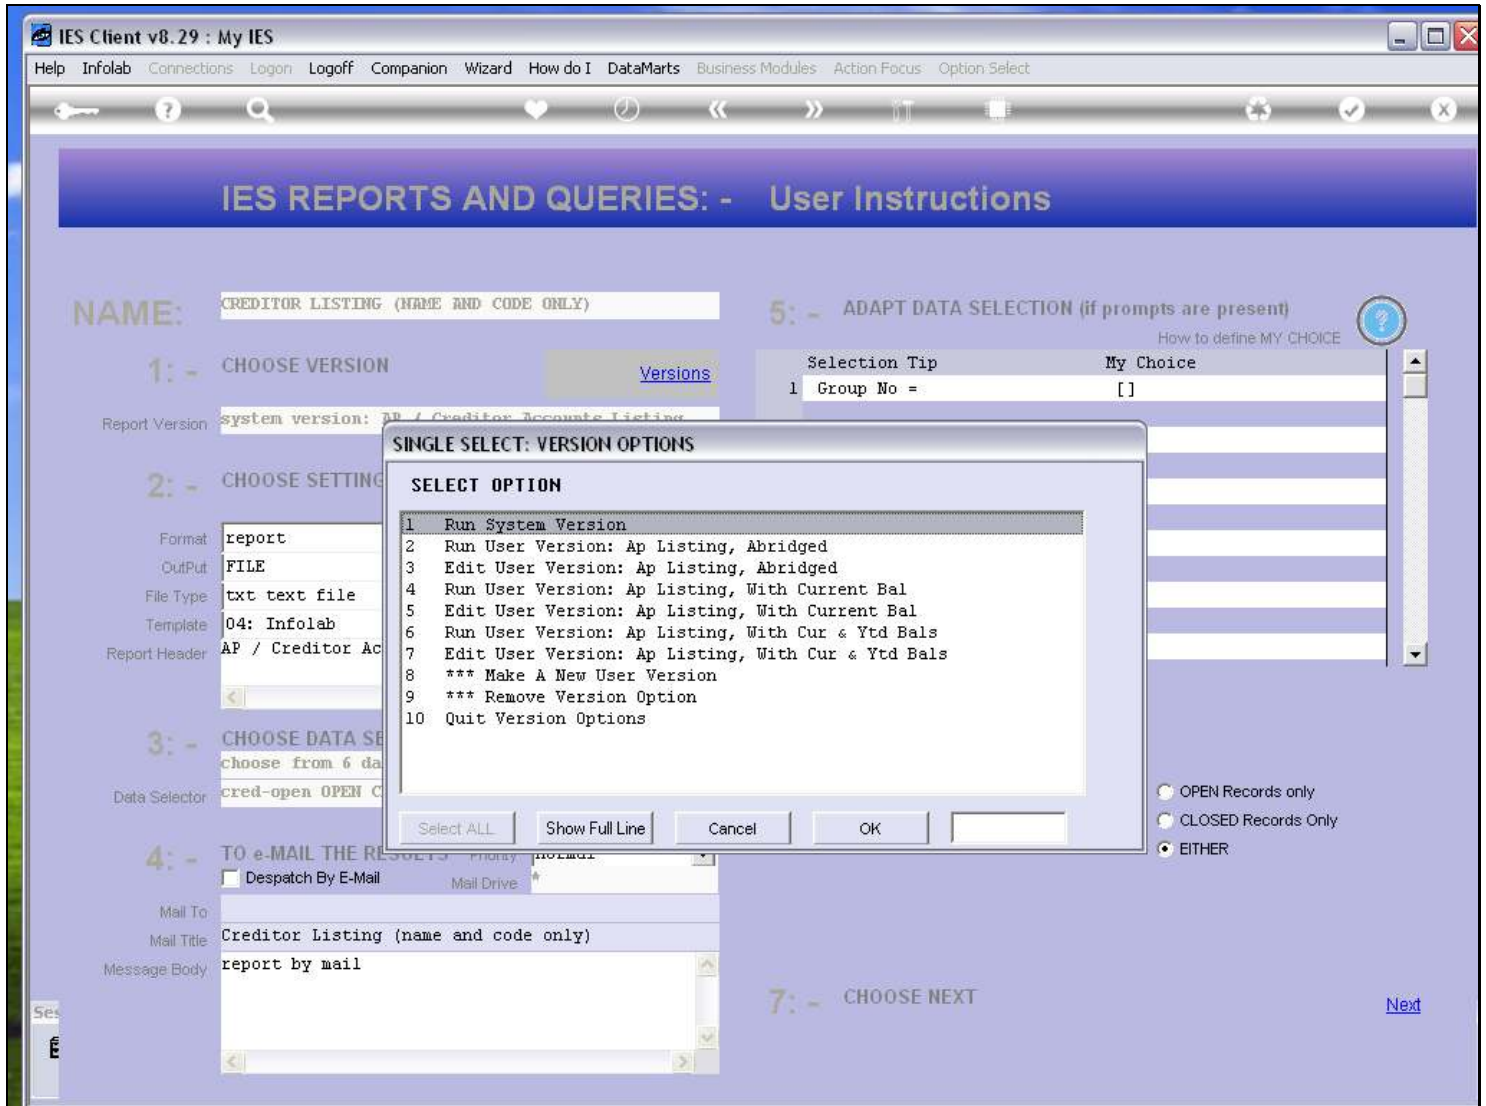 IES Client v8.29 : My IES
Help Infolab Connections Logon Logoff Companion Wizard How do I DataMarts Business Modules Action Focus Option Select
IES REPORTS AND QUERIES: - User Instructions
NAME: CREDITOR LISTING (NAME AND CODE ONLY)
1: - CHOOSE VERSION
Versions
Report Version system version: AP / Creditor Accounts Listing
2: - CHOOSE SETTING
Format report
OutPut FILE
File Type txt text file
Template 04: Infolab
Report Header AP / Creditor Ac
3: - CHOOSE DATA SE
choose from 6 da
Data Selector cred-open OPEN C
4: - TO e-MAIL THE RESULTS Priority normal
Despatch By E-Mail Mail Drive *
Mail To
Mail Title Creditor Listing (name and code only)
Message Body report by mail
5: - ADAPT DATA SELECTION (if prompts are present)
How to define MY CHOICE
Selection Tip My Choice
1 Group No = []
SINGLE SELECT: VERSION OPTIONS
SELECT OPTION
1 Run System Version
2 Run User Version: Ap Listing, Abridged
3 Edit User Version: Ap Listing, Abridged
4 Run User Version: Ap Listing, With Current Bal
5 Edit User Version: Ap Listing, With Current Bal
6 Run User Version: Ap Listing, With Cur & Ytd Bals
7 Edit User Version: Ap Listing, With Cur & Ytd Bals
8 *** Make A New User Version
9 *** Remove Version Option
10 Quit Version Options
Select ALL Show Full Line Cancel OK
OPEN Records only
CLOSED Records Only
EITHER
7: - CHOOSE NEXT
Next
Ses